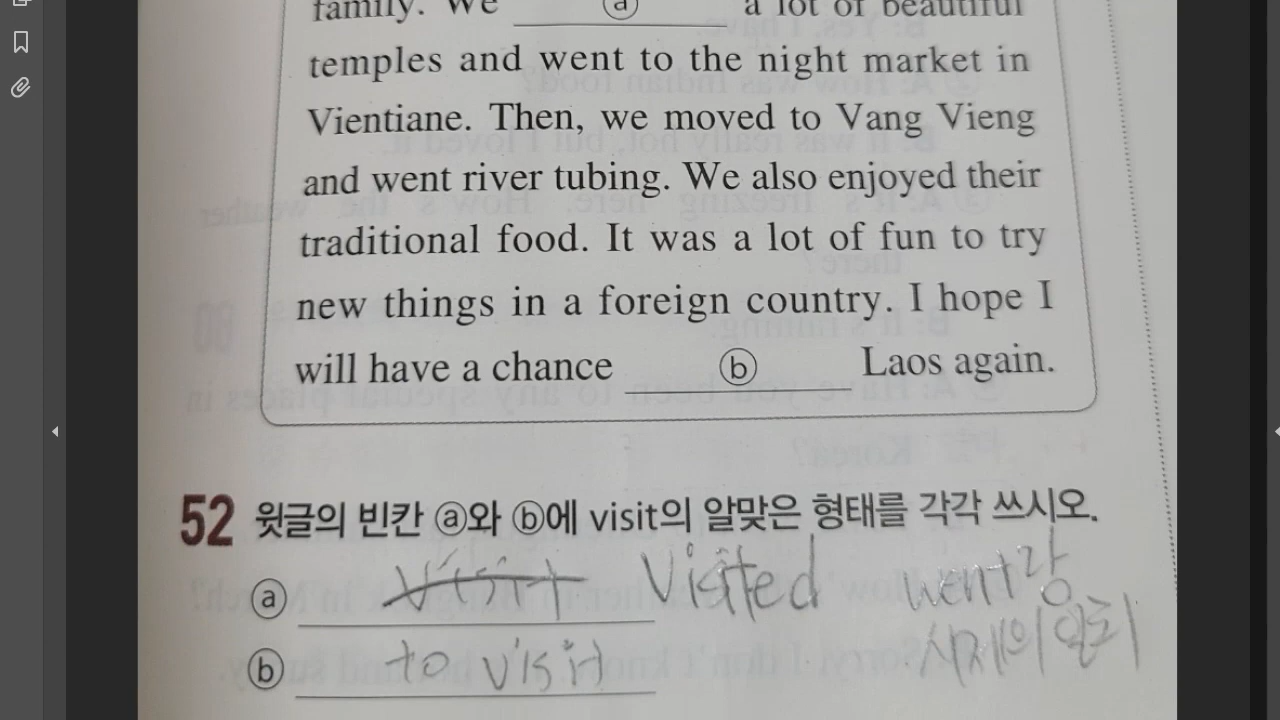 family. We ⓐ a lot of beautiful
temples and went to the night market in
Vientiane. Then, we moved to Vang Vieng
and went river tubing. We also enjoyed their
traditional food. It was a lot of fun to try
new things in a foreign country. I hope I
will have a chance ⓑ Laos again.
52 윗글의 빈칸 ⓐ와 ⓑ에 visit의 알맞은 형태를 각각 쓰시오.
ⓐ Visit Visited went랑
시제의 일치
ⓑ to visit